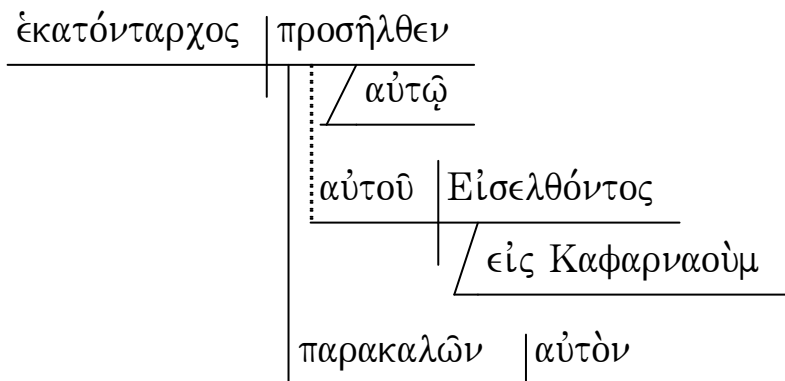 ἑκατόνταρχος προσῆλθεν
αὐτῷ
αὐτοῦ Εἰσελθόντος
εἰς Καφαρναοὺμ
παρακαλῶν αὐτὸν